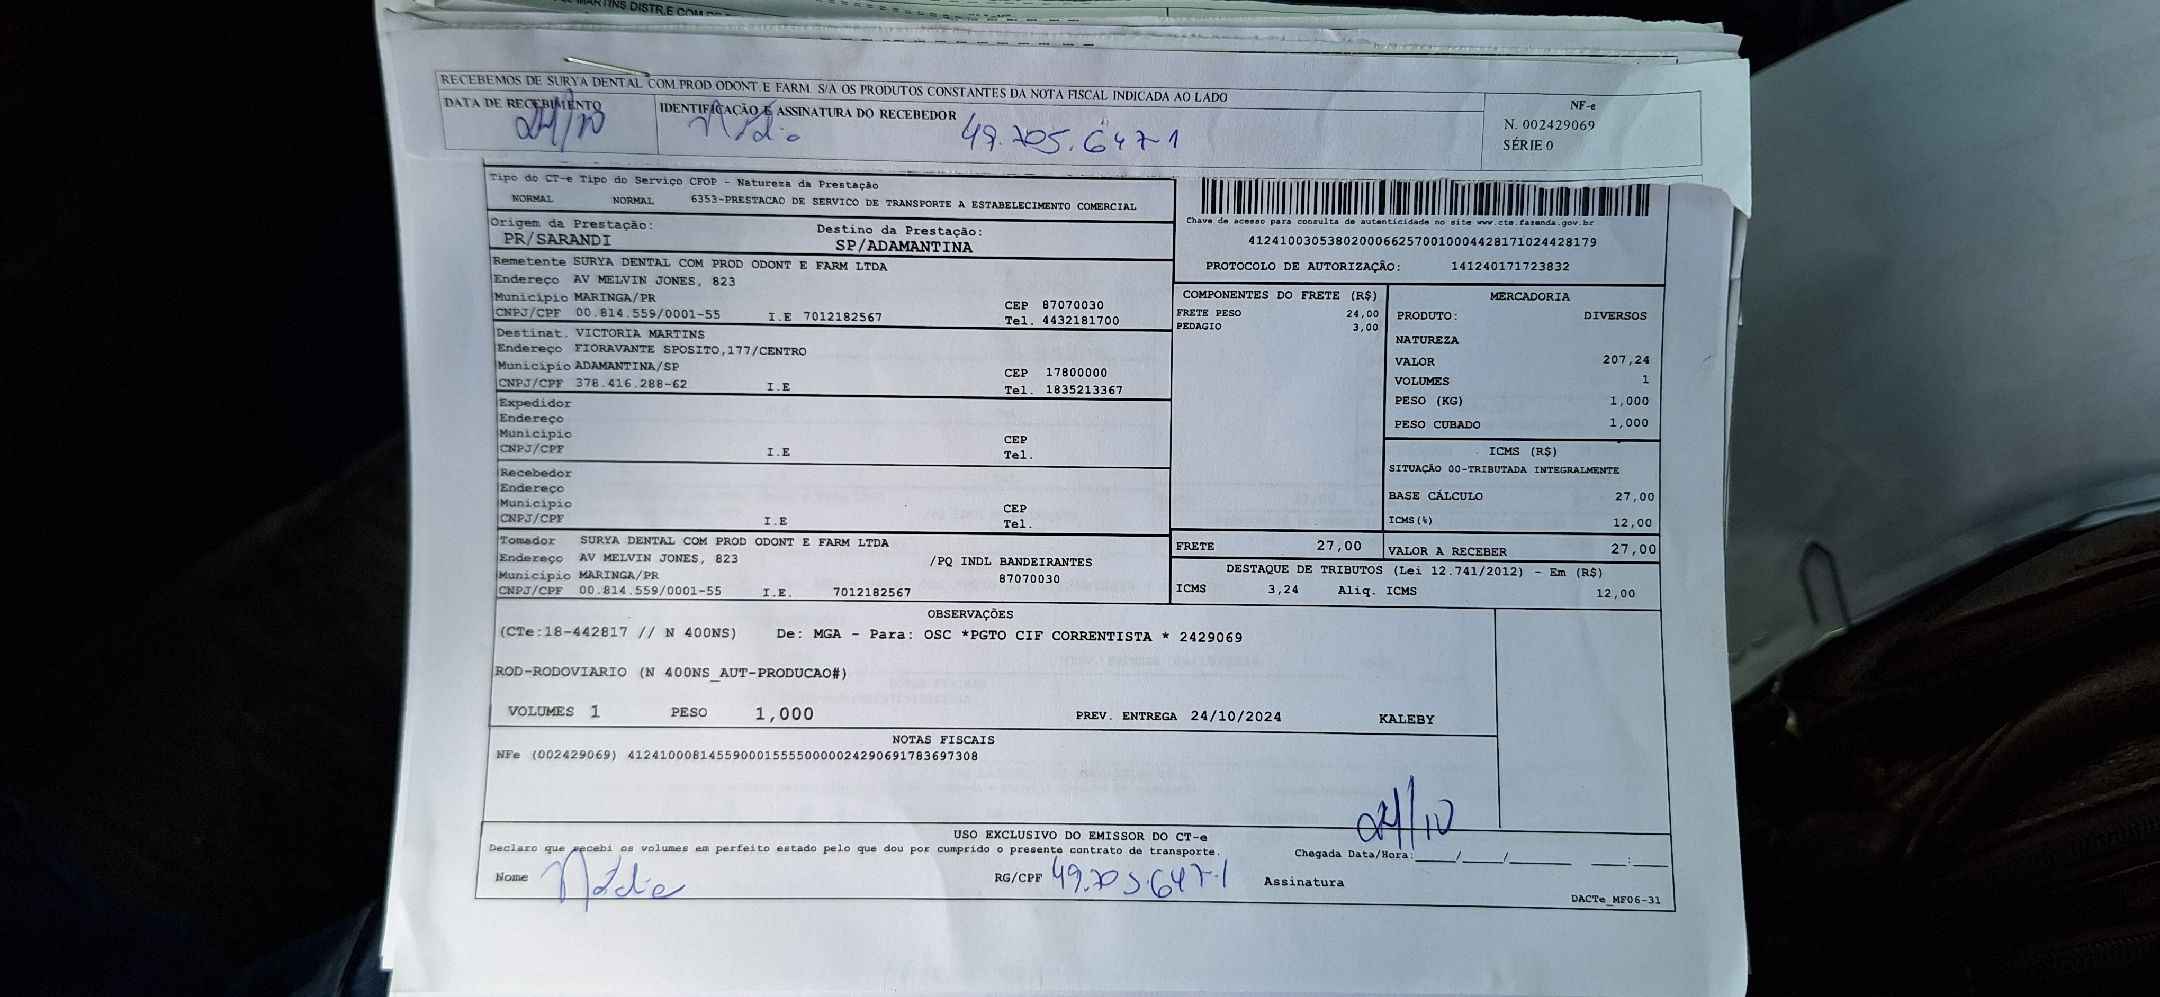 MARTINS DISTR.E COM
RECEBEMOS DE SURYA DENTAL COM.PROD.ODONT.E FARM. S/A OS PRODUTOS CONSTANTES DA NOTA FISCAL INDICADA AO LADO
DATA DE RECEBIMENTO IDENTIFICAÇÃO E ASSINATURA DO RECEBEDOR
24/10 49.705.647-1
NF-e
N. 002429069
SÉRIE 0
Tipo do CT-e Tipo do Serviço CFOP - Natureza da Prestação
NORMAL NORMAL 6353-PRESTACAO DE SERVICO DE TRANSPORTE A ESTABELECIMENTO COMERCIAL
Origem da Prestação: Destino da Prestação:
PR/SARANDI SP/ADAMANTINA
Chave de acesso para consulta de autenticidade no site www.cte.fazenda.gov.br
41241003053802000662570010004428171024428179
PROTOCOLO DE AUTORIZAÇÃO: 141240171723832
Remetente SURYA DENTAL COM PROD ODONT E FARM LTDA
Endereço AV MELVIN JONES, 823
Município MARINGA/PR CEP 87070030
CNPJ/CPF 00.814.559/0001-55 I.E 7012182567 Tel. 4432181700
Destinat. VICTORIA MARTINS
Endereço FIORAVANTE SPOSITO,177/CENTRO
Município ADAMANTINA/SP CEP 17800000
CNPJ/CPF 378.416.288-62 I.E Tel. 1835213367
Expedidor
Endereço
Município CEP
CNPJ/CPF I.E Tel.
Recebedor
Endereço
Município CEP
CNPJ/CPF I.E Tel.
Tomador SURYA DENTAL COM PROD ODONT E FARM LTDA
Endereço AV MELVIN JONES, 823 /PQ INDL BANDEIRANTES
Município MARINGA/PR 87070030
CNPJ/CPF 00.814.559/0001-55 I.E. 7012182567
COMPONENTES DO FRETE (R$)
FRETE PESO 24,00
PEDAGIO 3,00
MERCADORIA
PRODUTO: DIVERSOS
NATUREZA
VALOR 207,24
VOLUMES 1
PESO (KG) 1,000
PESO CUBADO 1,000
ICMS (R$)
SITUAÇÃO 00-TRIBUTADA INTEGRALMENTE
BASE CÁLCULO 27,00
ICMS(%) 12,00
FRETE 27,00 VALOR A RECEBER 27,00
DESTAQUE DE TRIBUTOS (Lei 12.741/2012) - Em (R$)
ICMS 3,24 Aliq. ICMS 12,00
OBSERVAÇÕES
(CTe:18-442817 // N 400NS) De: MGA - Para: OSC *PGTO CIF CORRENTISTA * 2429069
ROD-RODOVIARIO (N 400NS_AUT-PRODUCAO#)
VOLUMES 1 PESO 1,000 PREV. ENTREGA 24/10/2024 KALEBY
NOTAS FISCAIS
NFe (002429069) 41241000814559000155550000024290691783697308
USO EXCLUSIVO DO EMISSOR DO CT-e
Declaro que recebi os volumes em perfeito estado pelo que dou por cumprido o presente contrato de transporte.
24/10
Chegada Data/Hora:____/____/_______ ____:____
Nome RG/CPF 49.705.647-1 Assinatura
DACTe_MF06-31